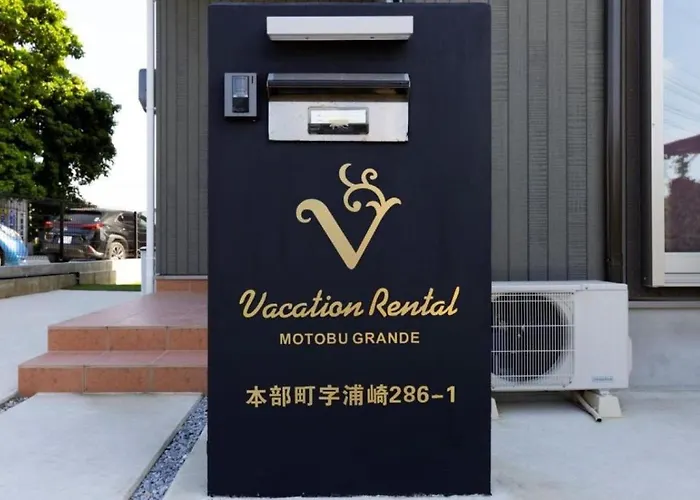 Vacation Rental
MOTOBU GRANDE
本部町字浦崎286-1